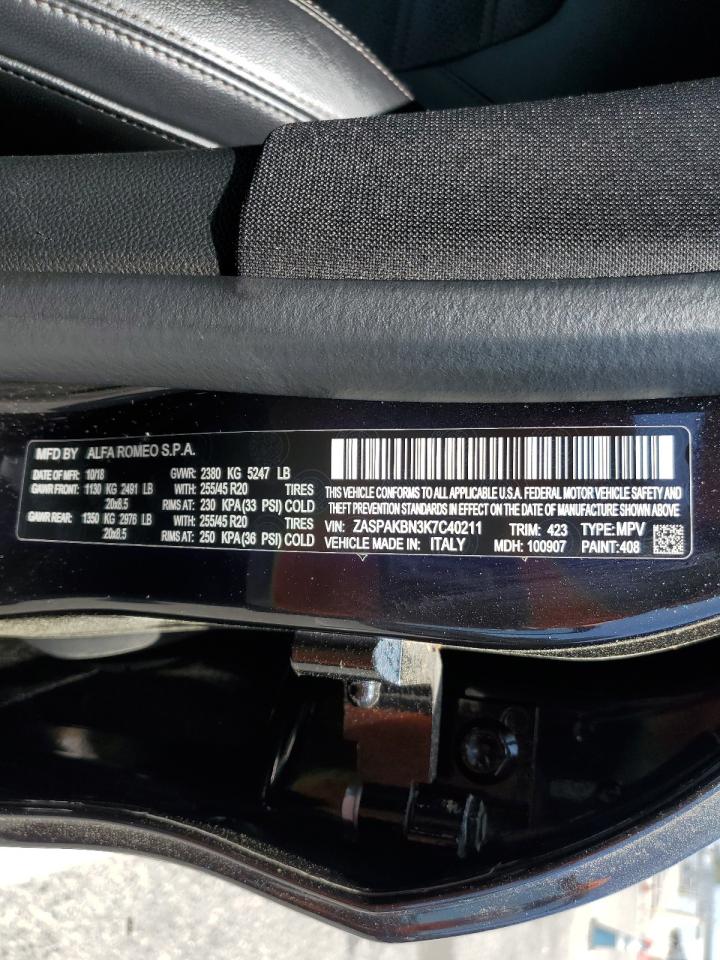 MFD BY ALFA ROMEO S.P.A.
DATE OF MFR: 10/18 GVWR: 2380 KG 5247 LB
GAWR FRONT: 1130 KG 2491 LB WITH: 255/45 R20 TIRES
20x8.5 RIMS AT: 230 KPA(33 PSI) COLD
GAWR REAR: 1350 KG 2976 LB WITH: 255/45 R20 TIRES
20x8.5 RIMS AT: 250 KPA(36 PSI) COLD
THIS VEHICLE CONFORMS TO ALL APPLICABLE U.S.A. FEDERAL MOTOR VEHICLE SAFETY AND
THEFT PREVENTION STANDARDS IN EFFECT ON THE DATE OF MANUFACTURE SHOWN ABOVE.
VIN: ZASPAKBN3K7C40211 TRIM: 423 TYPE: MPV
VEHICLE MADE IN: ITALY MDH: 100907 PAINT: 408